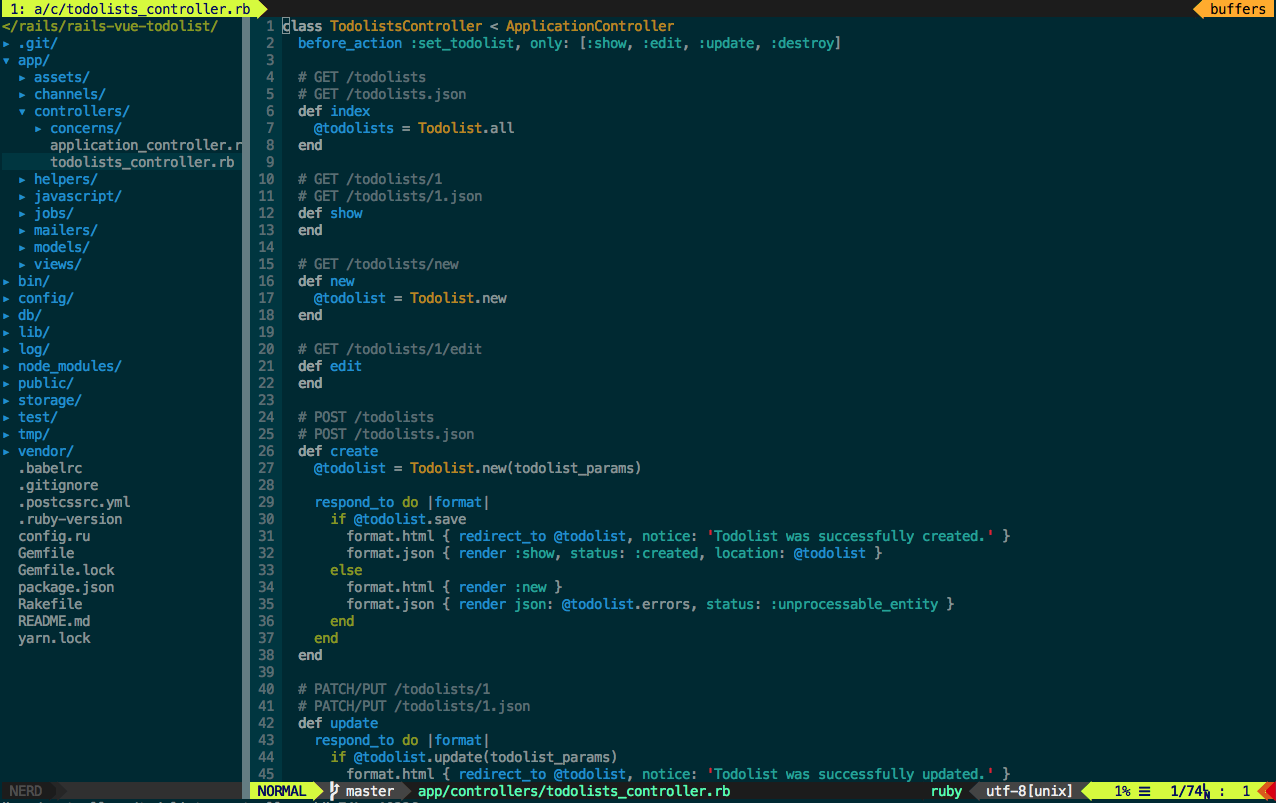 1: a/c/todolists_controller.rb
buffers
</rails/rails-vue-todolist/
▸ .git/
▾ app/
▸ assets/
▸ channels/
▾ controllers/
▸ concerns/
application_controller.r
todolists_controller.rb
▸ helpers/
▸ javascript/
▸ jobs/
▸ mailers/
▸ models/
▸ views/
▸ bin/
▸ config/
▸ db/
▸ lib/
▸ log/
▸ node_modules/
▸ public/
▸ storage/
▸ test/
▸ tmp/
▸ vendor/
.babelrc
.gitignore
.postcssrc.yml
.ruby-version
config.ru
Gemfile
Gemfile.lock
package.json
Rakefile
README.md
yarn.lock
1 class TodolistsController < ApplicationController
2   before_action :set_todolist, only: [:show, :edit, :update, :destroy]
3
4   # GET /todolists
5   # GET /todolists.json
6   def index
7     @todolists = Todolist.all
8   end
9
10   # GET /todolists/1
11   # GET /todolists/1.json
12   def show
13   end
14
15   # GET /todolists/new
16   def new
17     @todolist = Todolist.new
18   end
19
20   # GET /todolists/1/edit
21   def edit
22   end
23
24   # POST /todolists
25   # POST /todolists.json
26   def create
27     @todolist = Todolist.new(todolist_params)
28
29     respond_to do |format|
30       if @todolist.save
31         format.html { redirect_to @todolist, notice: 'Todolist was successfully created.' }
32         format.json { render :show, status: :created, location: @todolist }
33       else
34         format.html { render :new }
35         format.json { render json: @todolist.errors, status: :unprocessable_entity }
36       end
37     end
38   end
39
40   # PATCH/PUT /todolists/1
41   # PATCH/PUT /todolists/1.json
42   def update
43     respond_to do |format|
44       if @todolist.update(todolist_params)
45         format.html { redirect_to @todolist, notice: 'Todolist was successfully updated.' }
NERD
NORMAL master app/controllers/todolists_controller.rb ruby utf-8[unix] 1% ☰ 1/74 : 1